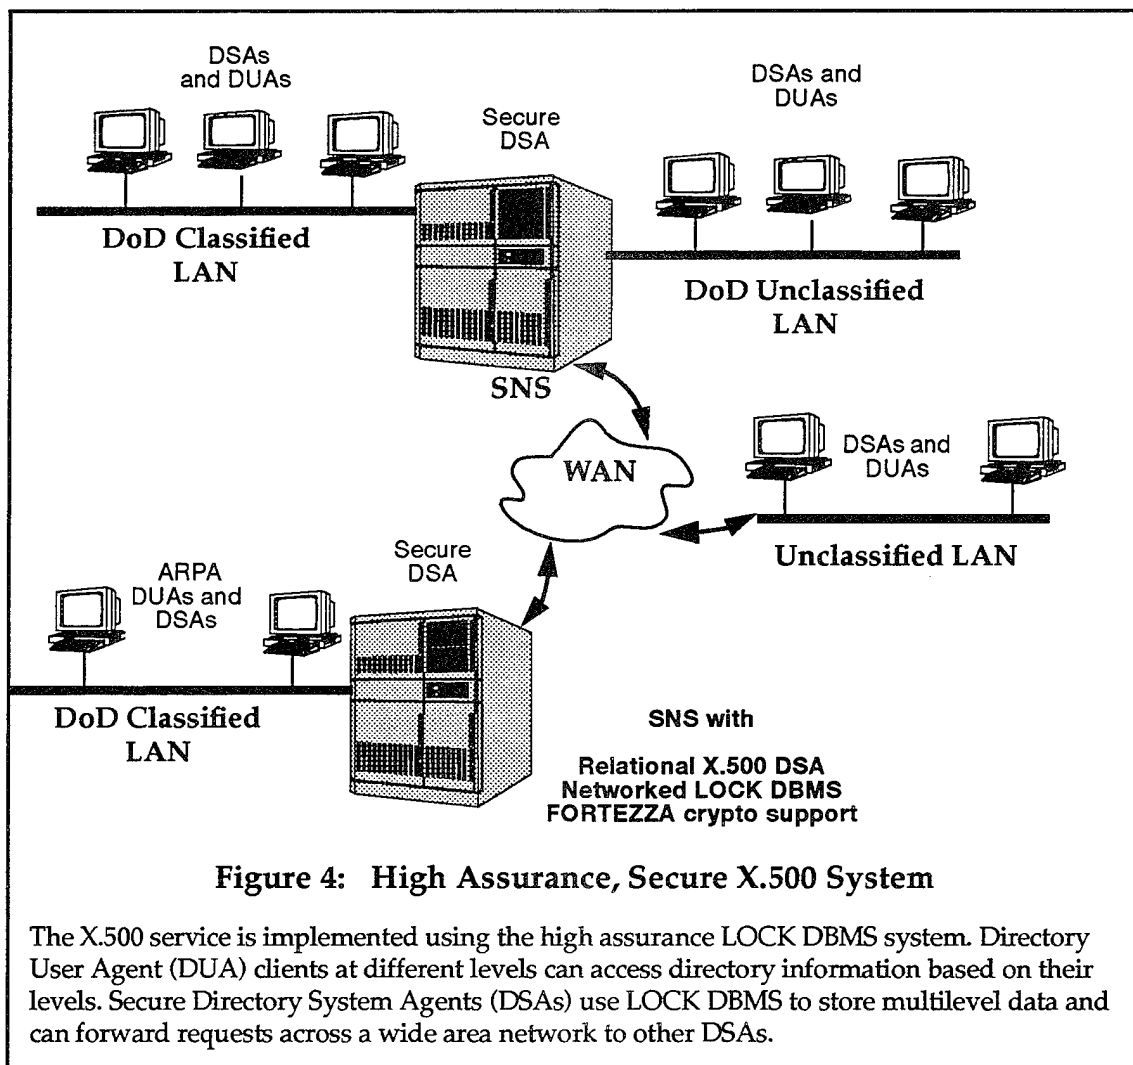 DSAs
and DUAs
DSAs and
DUAs
Secure
DSA
DoD Classified
LAN
DoD Unclassified
LAN
SNS
WAN
DSAs and
DUAs
Unclassified LAN
Secure
DSA
ARPA
DUAs and
DSAs
DoD Classified
LAN
SNS with
Relational X.500 DSA
Networked LOCK DBMS
FORTEZZA crypto support
Figure 4: High Assurance, Secure X.500 System
The X.500 service is implemented using the high assurance LOCK DBMS system. Directory
User Agent (DUA) clients at different levels can access directory information based on their
levels. Secure Directory System Agents (DSAs) use LOCK DBMS to store multilevel data and
can forward requests across a wide area network to other DSAs.